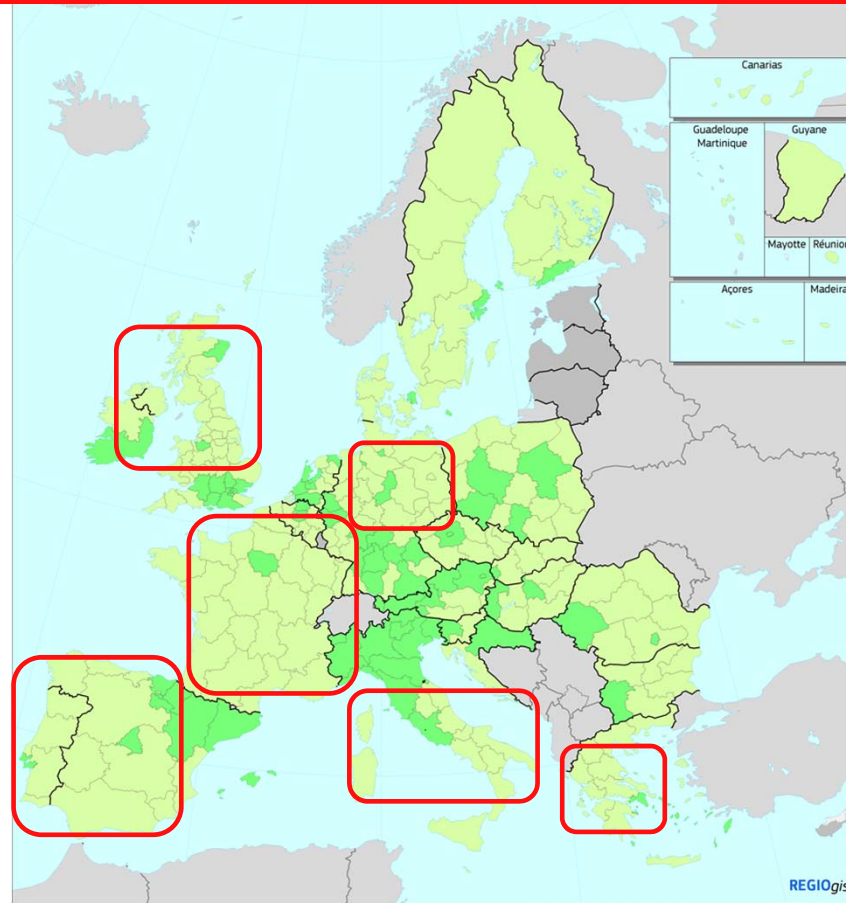 Canarias
Guadeloupe
Martinique
Guyane
Mayotte
Réunion
Açores
Madeira
REGIOgis